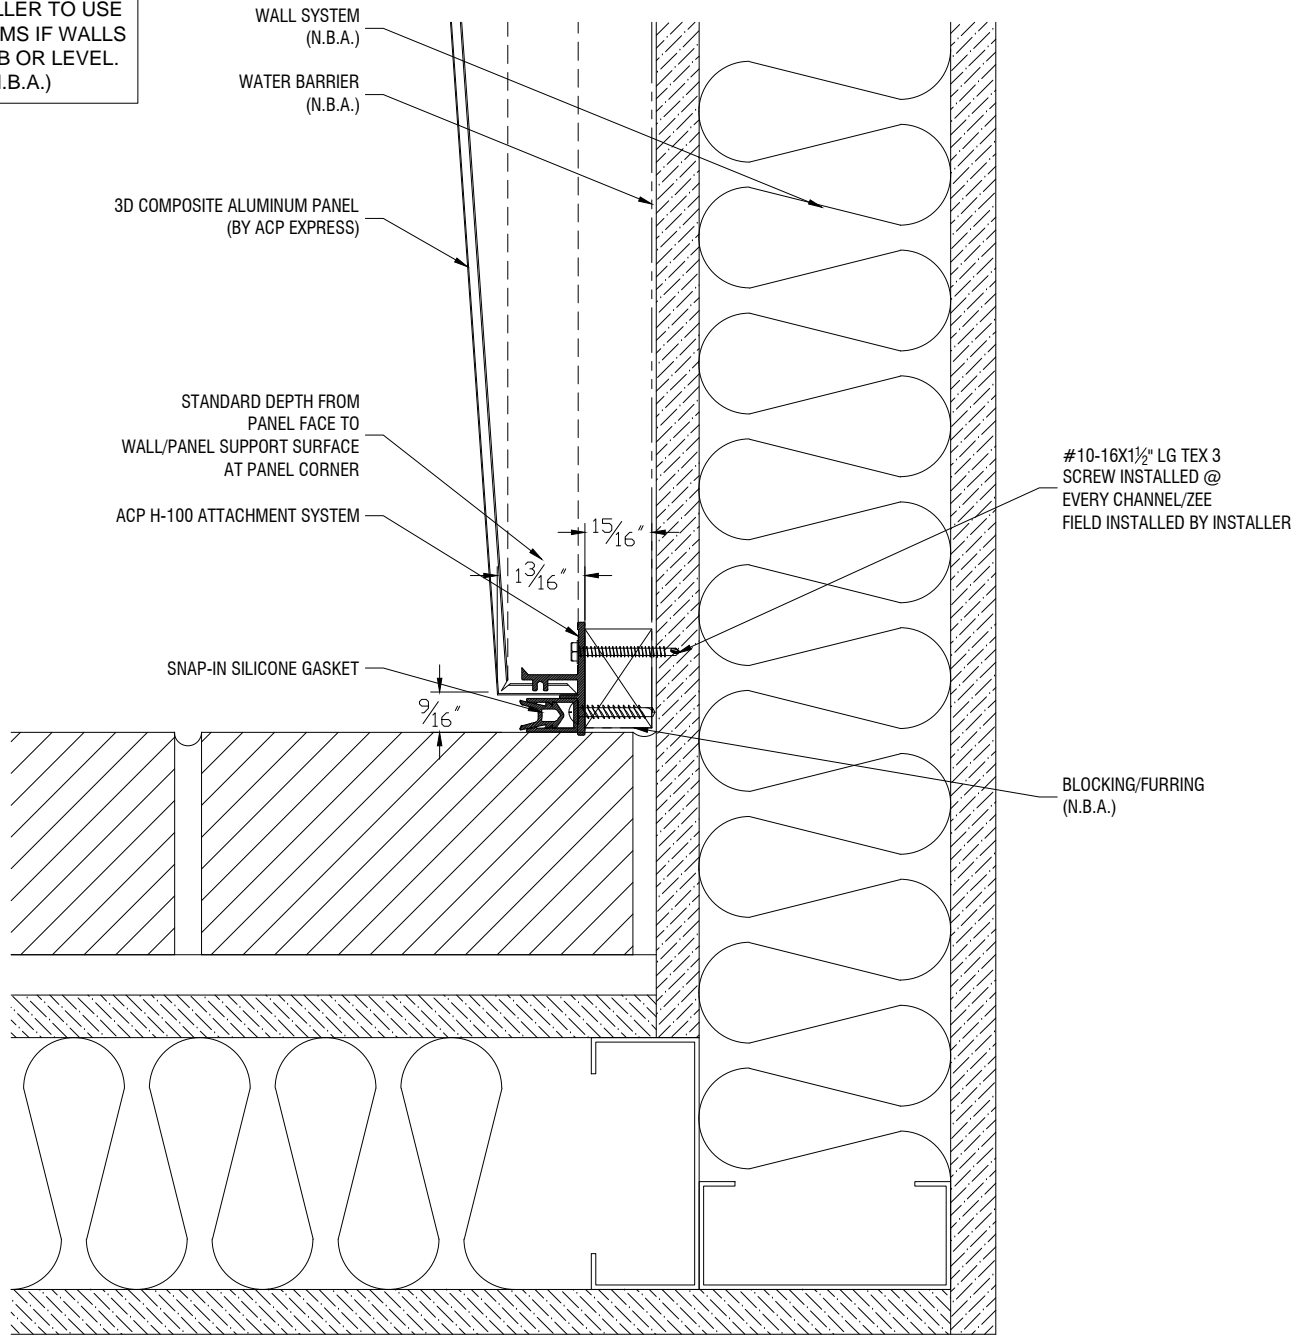 TO USE
IF WALLS
OR LEVEL.
WALL SYSTEM
(N.B.A.)
WATER BARRIER
(N.B.A.)
3D COMPOSITE ALUMINUM PANEL
(BY ACP EXPRESS)
STANDARD DEPTH FROM
PANEL FACE TO
WALL/PANEL SUPPORT SURFACE
AT PANEL CORNER
ACP H-100 ATTACHMENT SYSTEM
SNAP-IN SILICONE GASKET
15/16"
1 3/16"
9/16"
#10-16X1½" LG TEX 3
SCREW INSTALLED @
EVERY CHANNEL/ZEE
FIELD INSTALLED BY INSTALLER
BLOCKING/FURRING
(N.B.A.)